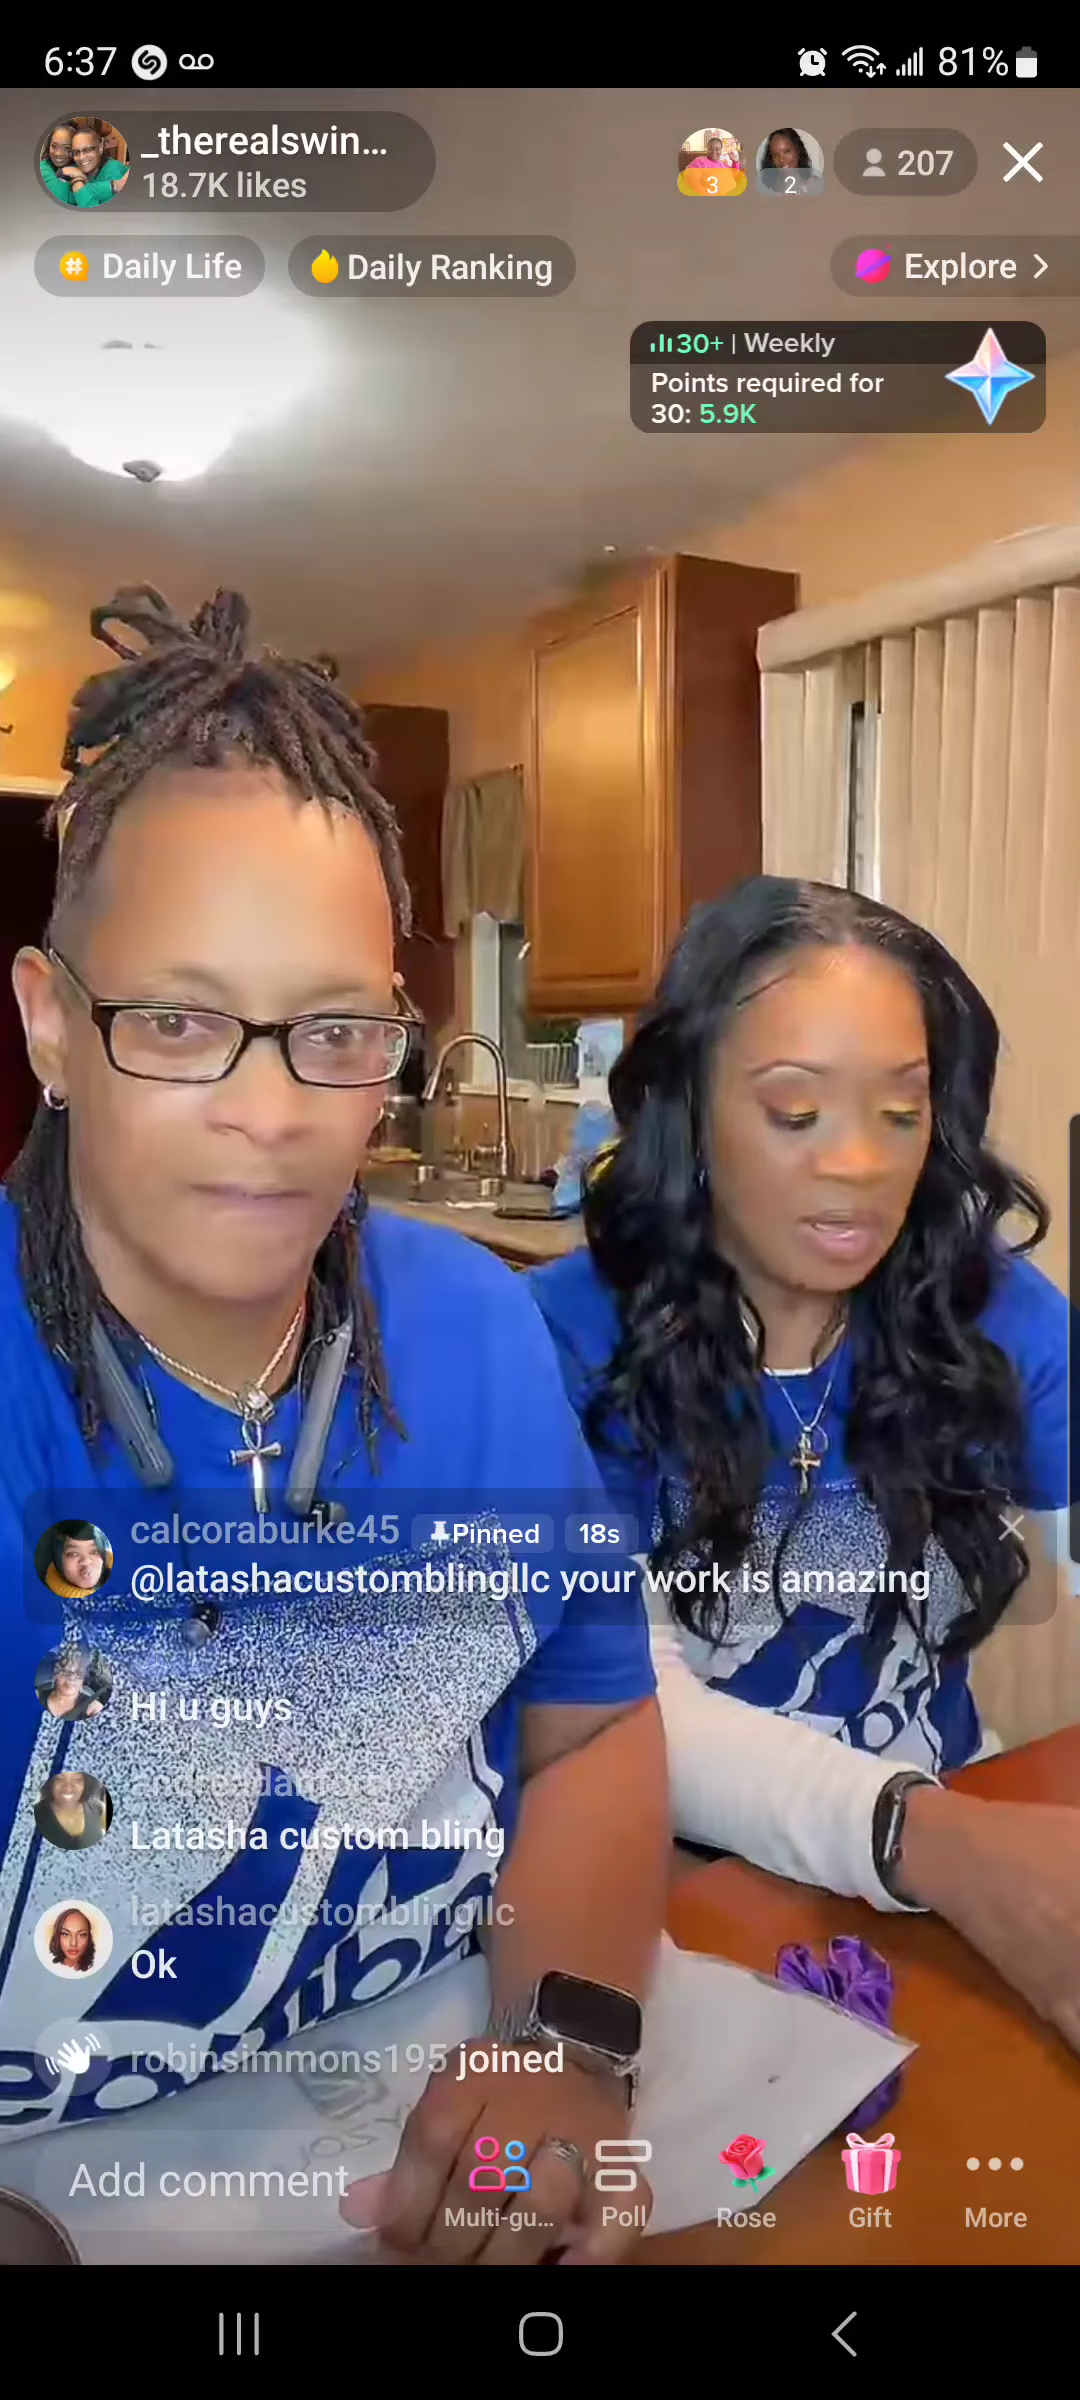 6:37 81%
_therealswin...
18.7K likes
3 2 207
Daily Life Daily Ranking Explore
30+ | Weekly
Points required for
30: 5.9K
calcoraburke45 Pinned 18s
@latashacustomblingllc your work is amazing
Hi u guys
Latasha custom bling
latashacustomblingllc
Ok
robinsimmons195 joined
Add comment
Multi-gu... Poll Rose Gift More